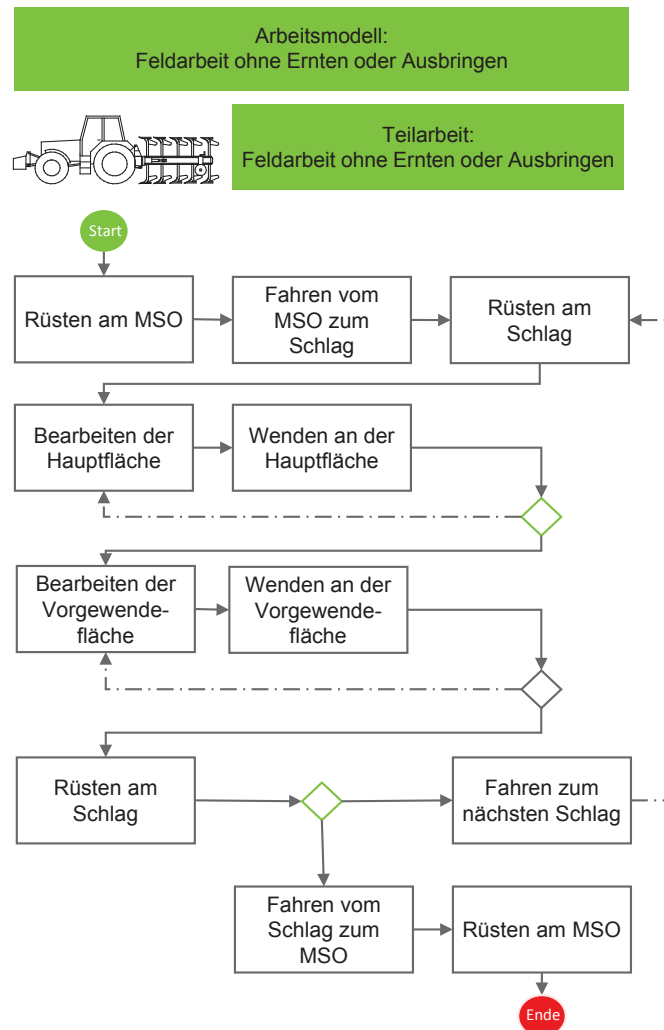 Arbeitsmodell:
Feldarbeit ohne Ernten oder Ausbringen
Teilarbeit:
Feldarbeit ohne Ernten oder Ausbringen
Start
Rüsten am MSO
Fahren vom
MSO zum
Schlag
Rüsten am
Schlag
Bearbeiten der
Hauptfläche
Wenden an der
Hauptfläche
Bearbeiten der
Vorgewende-
fläche
Wenden an der
Vorgewende-
fläche
Rüsten am
Schlag
Fahren zum
nächsten Schlag
Fahren vom
Schlag zum
MSO
Rüsten am MSO
Ende